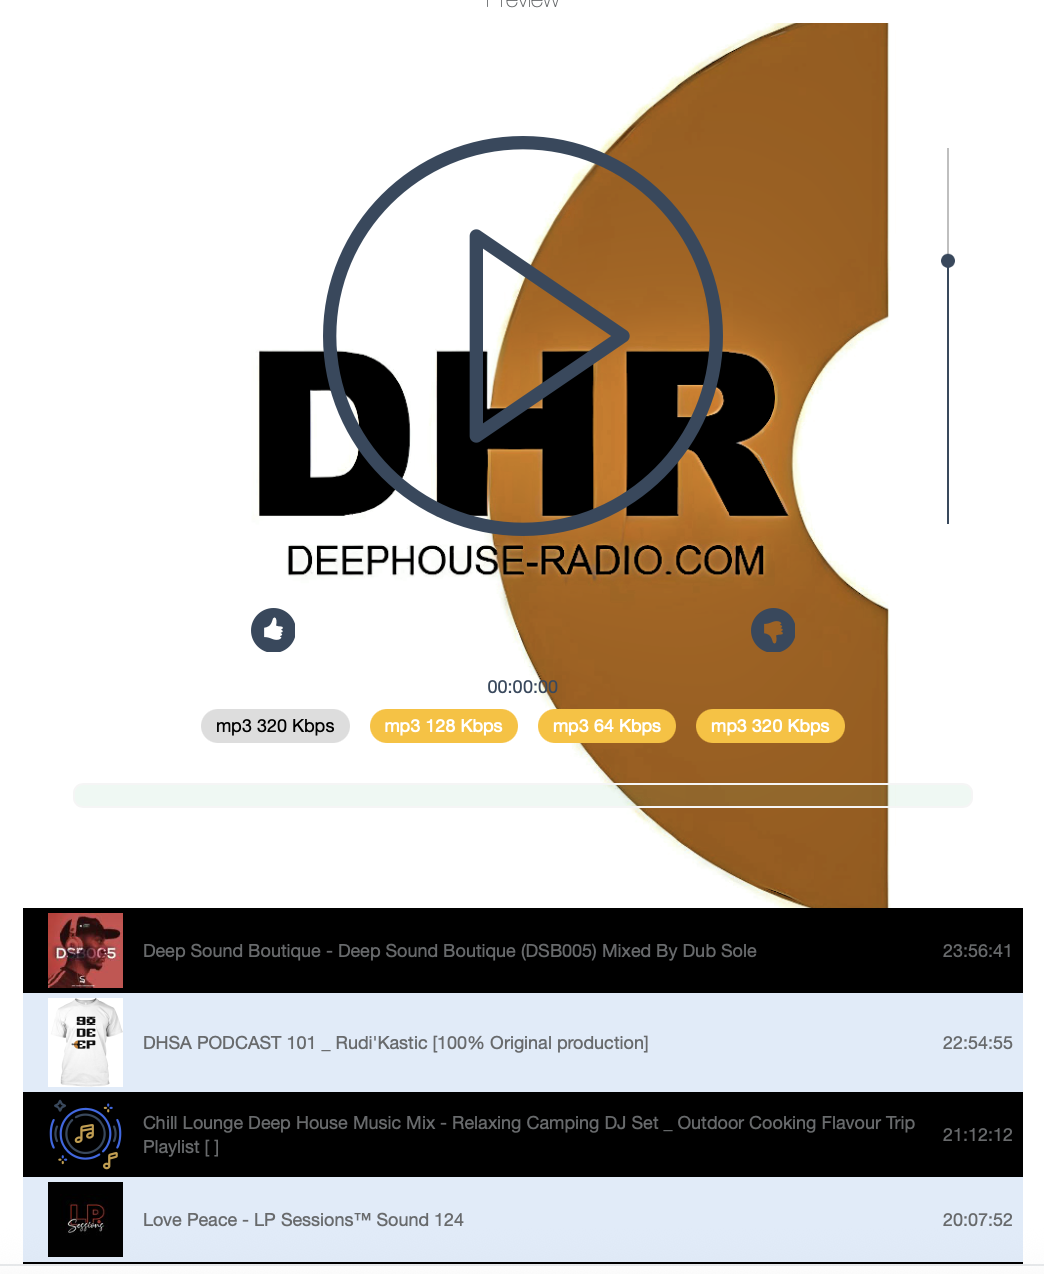 Preview
DHR
DEEPHOUSE-RADIO.COM
00:00:00
mp3 320 Kbps
mp3 128 Kbps
mp3 64 Kbps
mp3 320 Kbps
DSB005
Deep Sound Boutique - Deep Sound Boutique (DSB005) Mixed By Dub Sole
23:56:41
DHSA PODCAST 101 _ Rudi'Kastic [100% Original production]
22:54:55
Chill Lounge Deep House Music Mix - Relaxing Camping DJ Set _ Outdoor Cooking Flavour Trip
Playlist [ ]
21:12:12
LP
Sessions
Love Peace - LP Sessions™ Sound 124
20:07:52